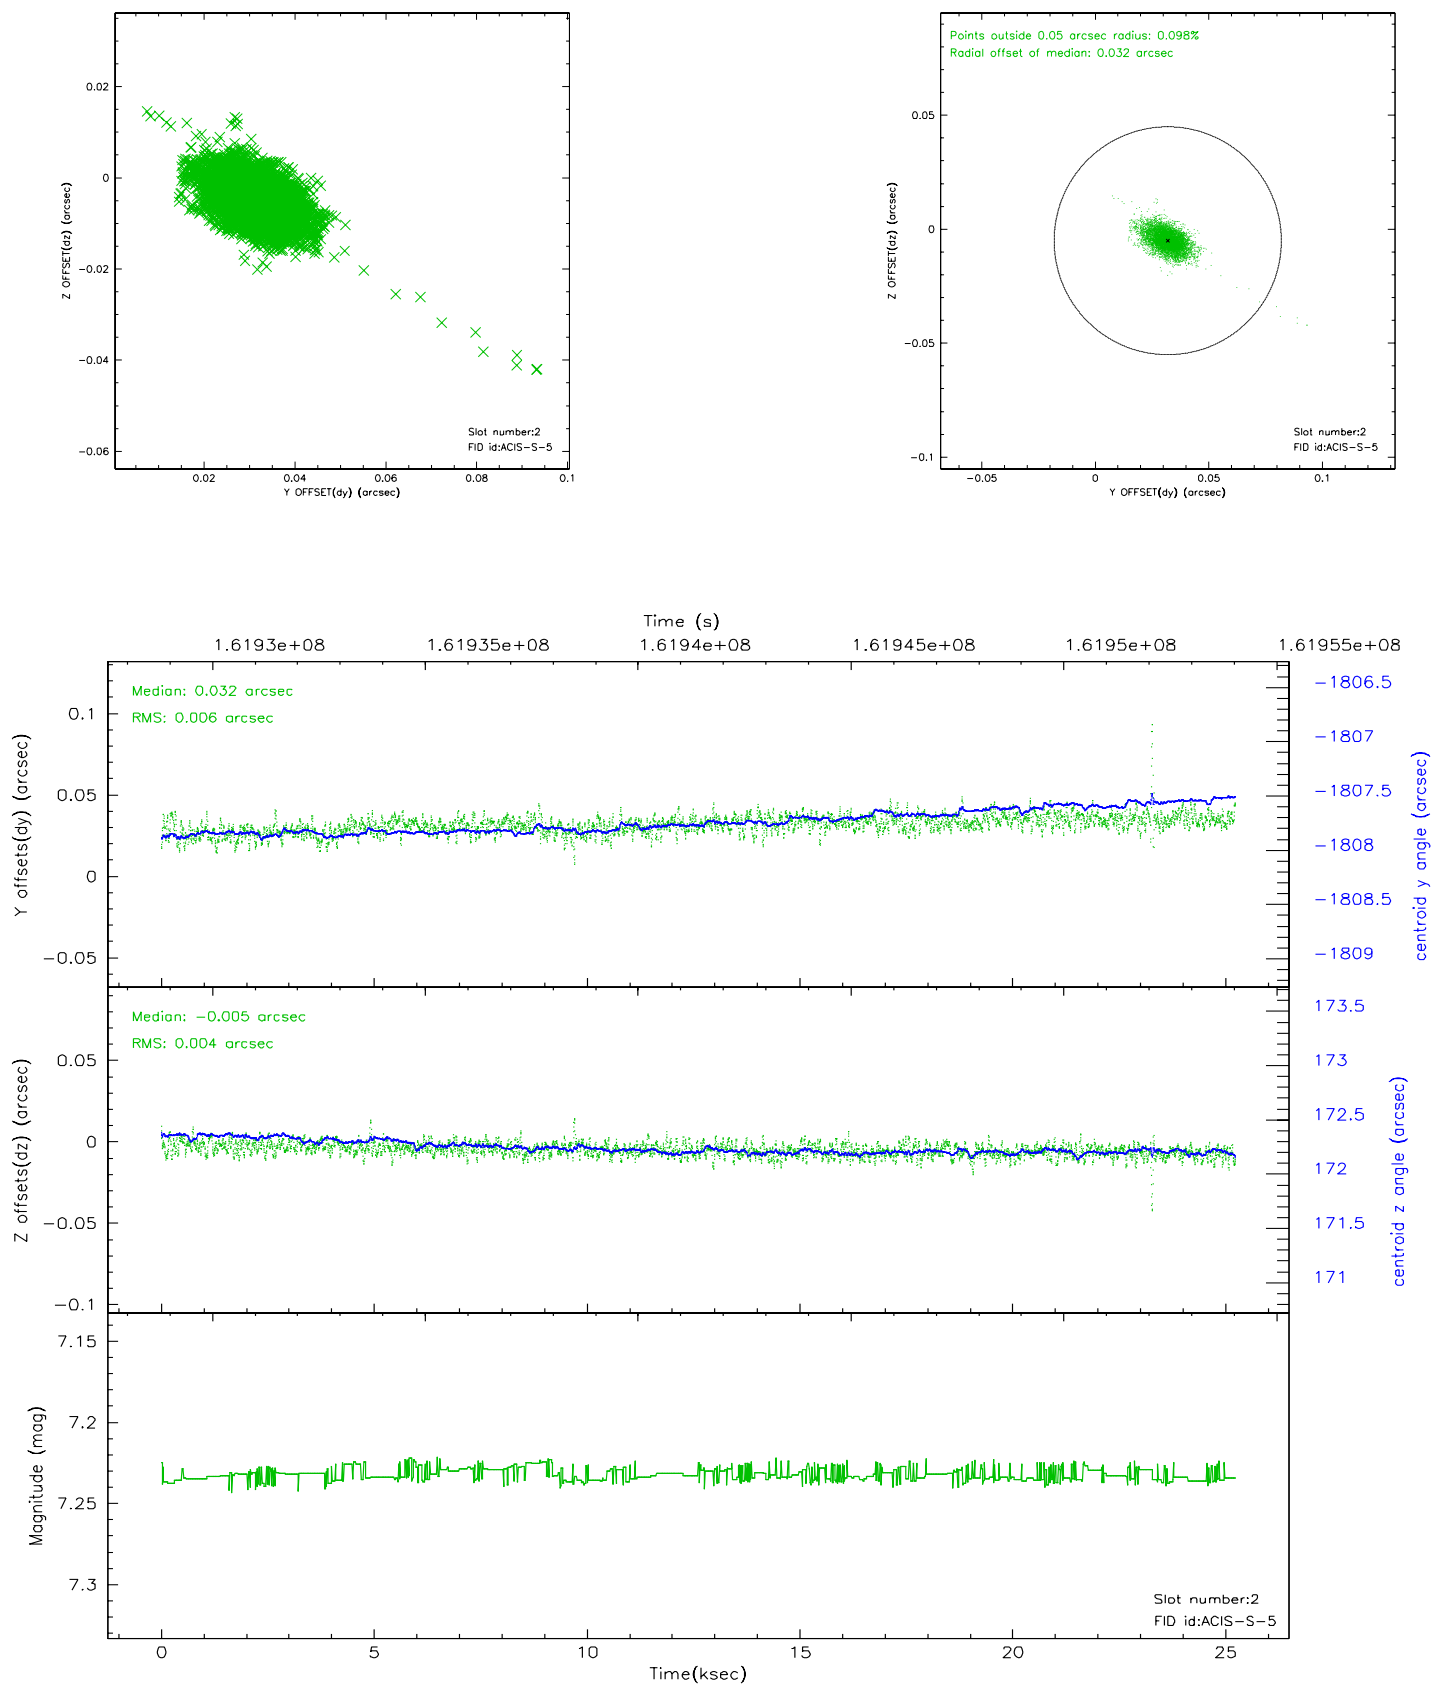 0.02
0
−0.02
−0.04
−0.06
Z OFFSET(dz) (arcsec)
0.02
0.04
0.06
0.08
0.1
Y OFFSET(dy) (arcsec)
Slot number:2
FID id:ACIS−S−5
Points outside 0.05 arcsec radius: 0.098%
Radial offset of median: 0.032 arcsec
0.05
0
−0.05
−0.1
Z OFFSET(dz) (arcsec)
−0.05
0
0.05
0.1
Y OFFSET(dy) (arcsec)
Slot number:2
FID id:ACIS−S−5
Time (s)
1.6193e+08
1.61935e+08
1.6194e+08
1.61945e+08
1.6195e+08
1.61955e+08
Median: 0.032 arcsec
RMS: 0.006 arcsec
0.1
0.05
0
−0.05
Y offsets(dy) (arcsec)
−1806.5
−1807
−1807.5
−1808
−1808.5
−1809
centroid y angle (arcsec)
Median: −0.005 arcsec
RMS: 0.004 arcsec
0.05
0
−0.05
−0.1
Z offsets(dz) (arcsec)
173.5
173
172.5
172
171.5
171
centroid z angle (arcsec)
7.15
7.2
7.25
7.3
Magnitude (mag)
Slot number:2
FID id:ACIS−S−5
0
5
10
15
20
25
Time(ksec)